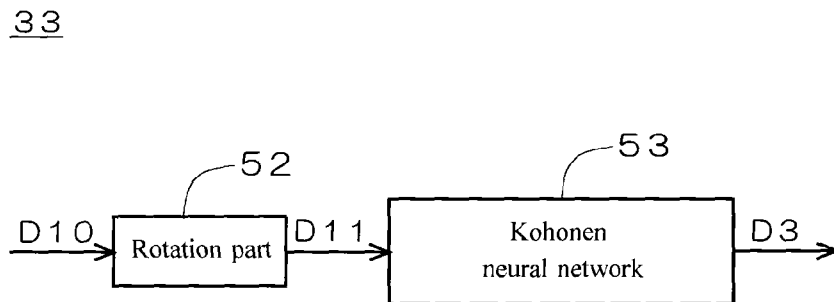 33
52
53
D10
Rotation part
D11
Kohonen
neural network
D3